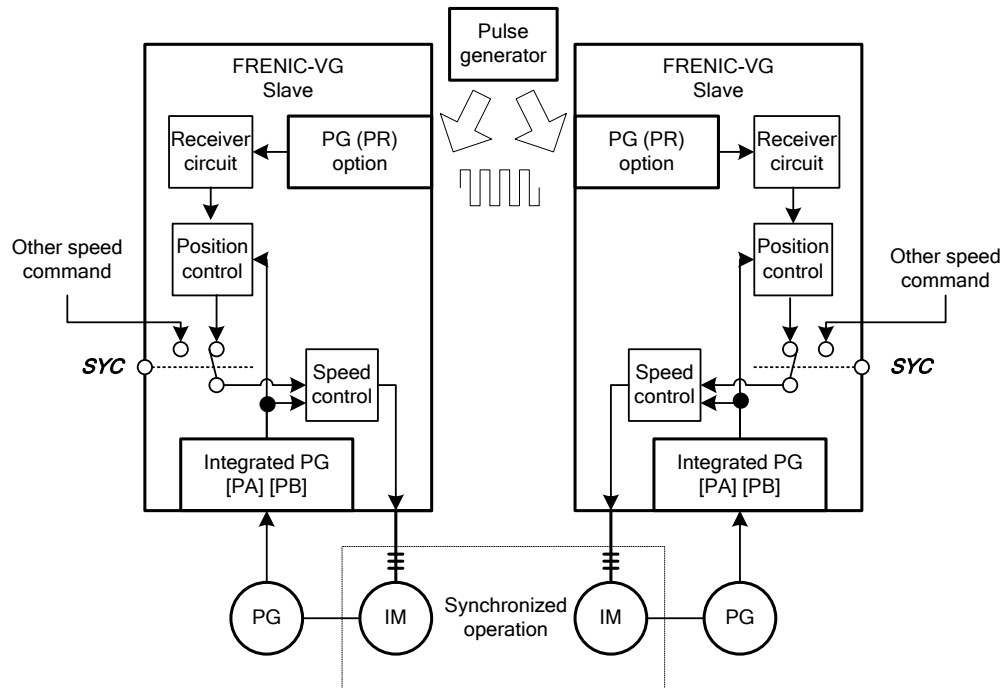 Pulse
generator
FRENIC-VG
Slave
Receiver
circuit
PG (PR)
option
Position
control
Other speed
command
SYC
Speed
control
Integrated PG
[PA] [PB]
PG
IM
FRENIC-VG
Slave
PG (PR)
option
Receiver
circuit
Position
control
Other speed
command
SYC
Speed
control
Integrated PG
[PA] [PB]
Synchronized
operation
IM
PG